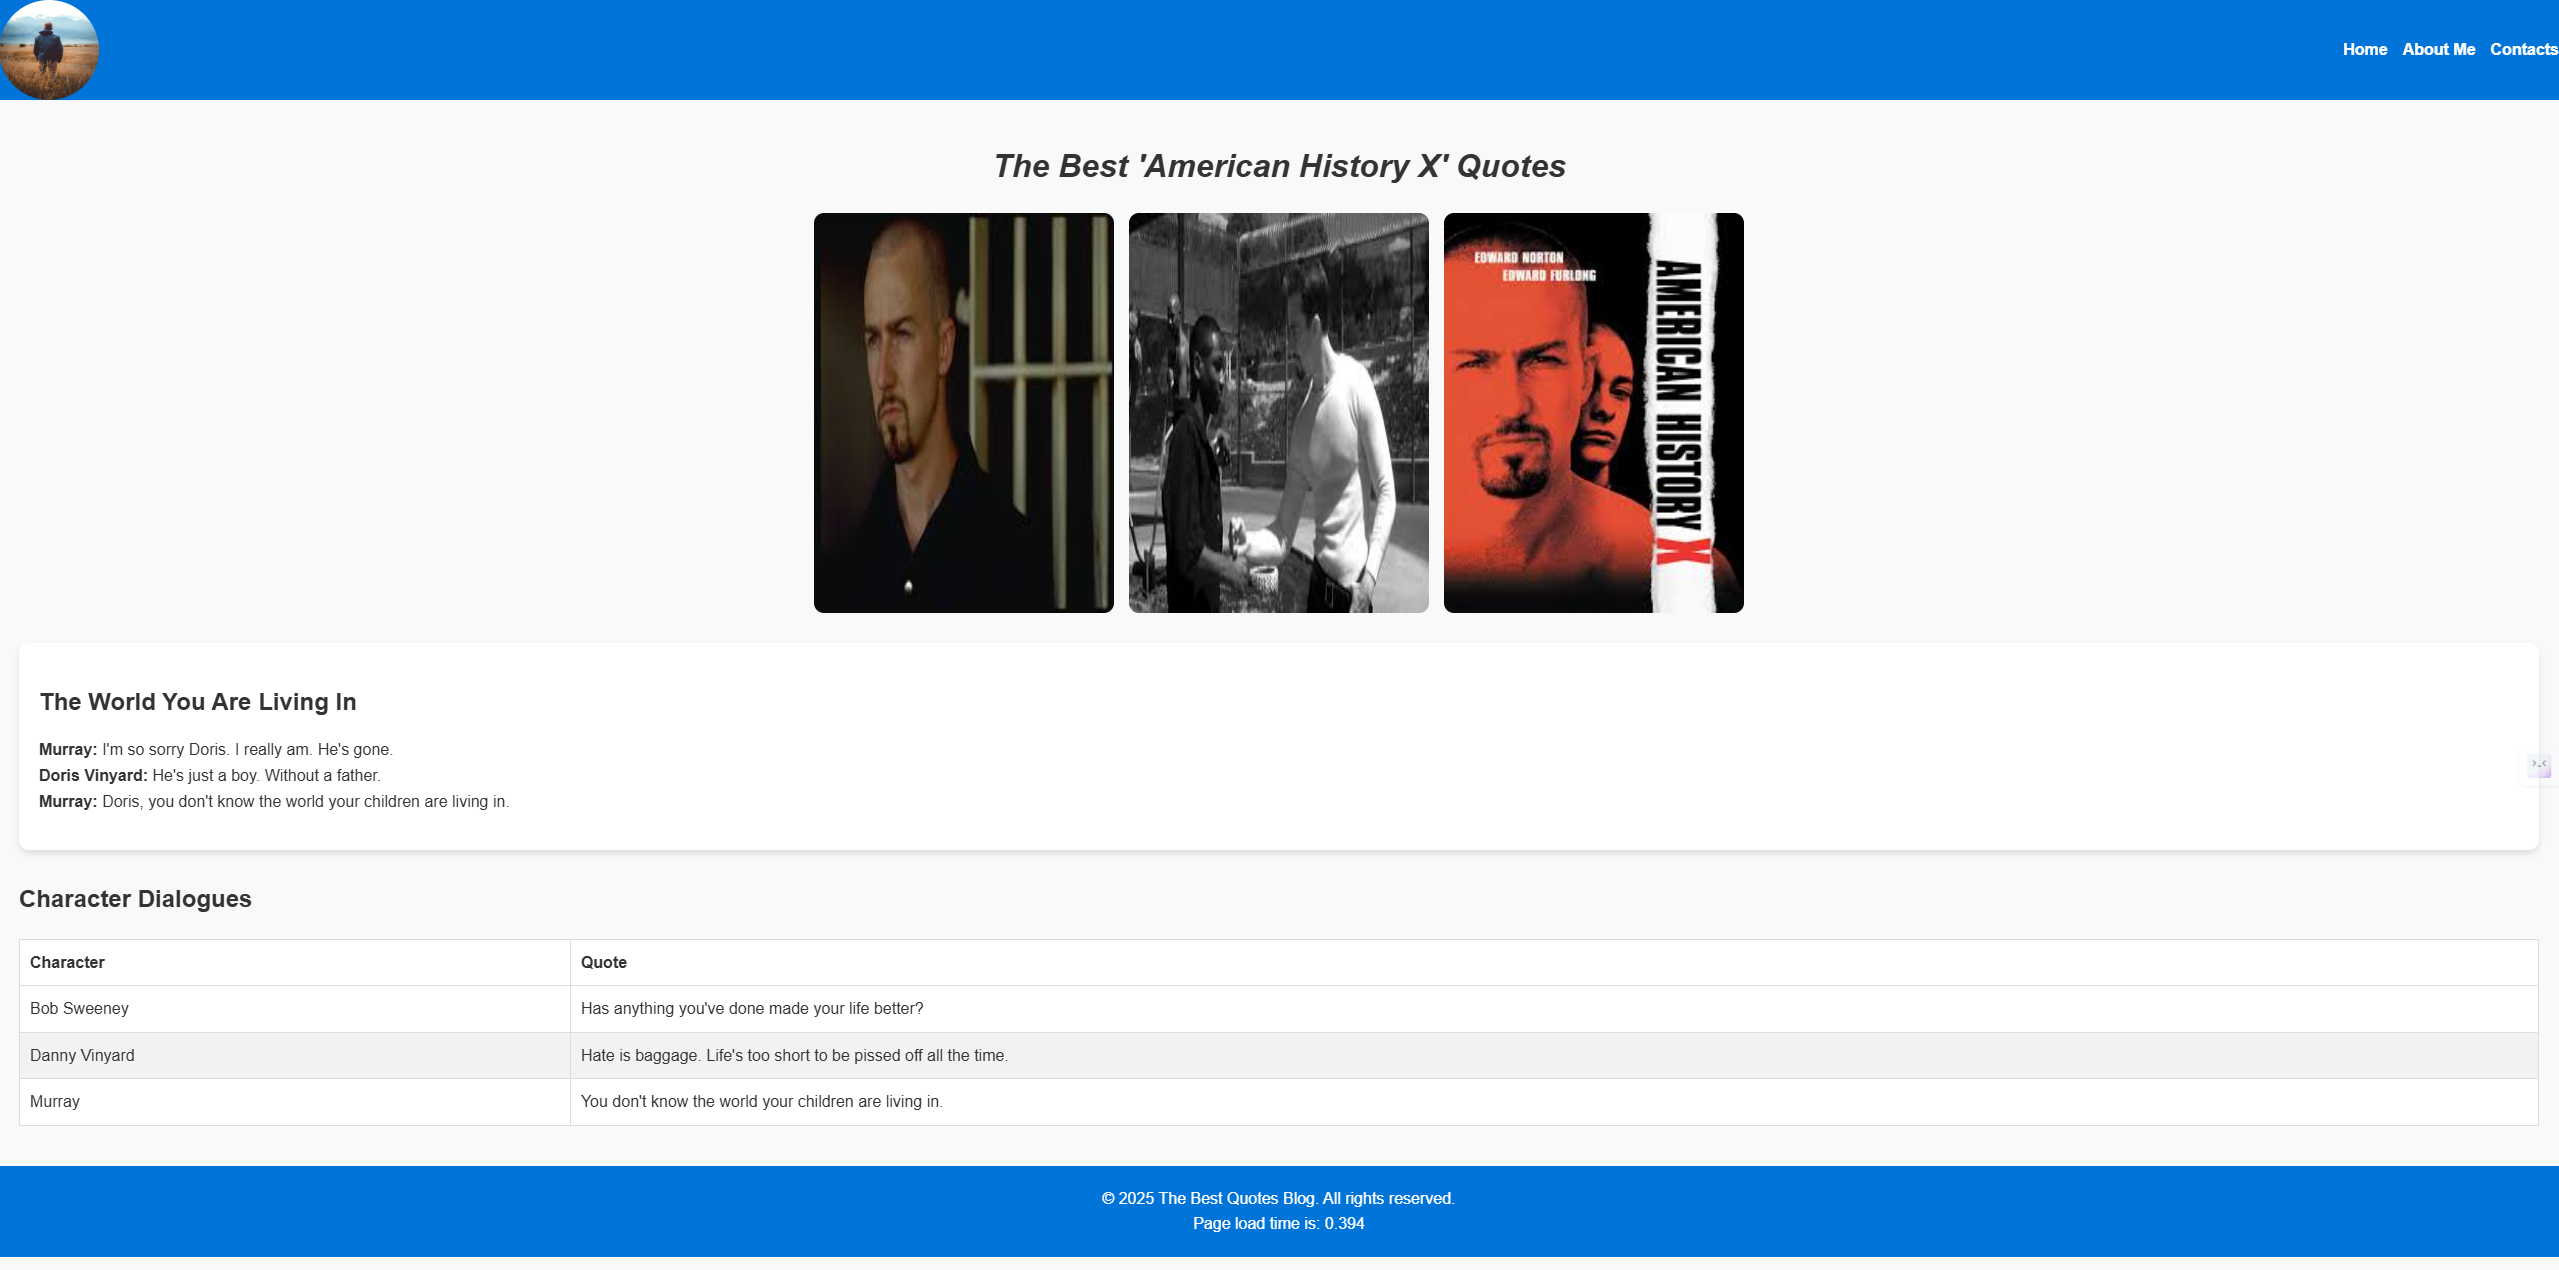 Home About Me Contacts
The Best 'American History X' Quotes
EDWARD NORTON
EDWARD FURLONG
AMERICAN HISTORY X
The World You Are Living In
Murray: I'm so sorry Doris. I really am. He's gone.
Doris Vinyard: He's just a boy. Without a father.
Murray: Doris, you don't know the world your children are living in.
Character Dialogues
Character Quote
Bob Sweeney Has anything you've done made your life better?
Danny Vinyard Hate is baggage. Life's too short to be pissed off all the time.
Murray You don't know the world your children are living in.
© 2025 The Best Quotes Blog. All rights reserved.
Page load time is: 0.394